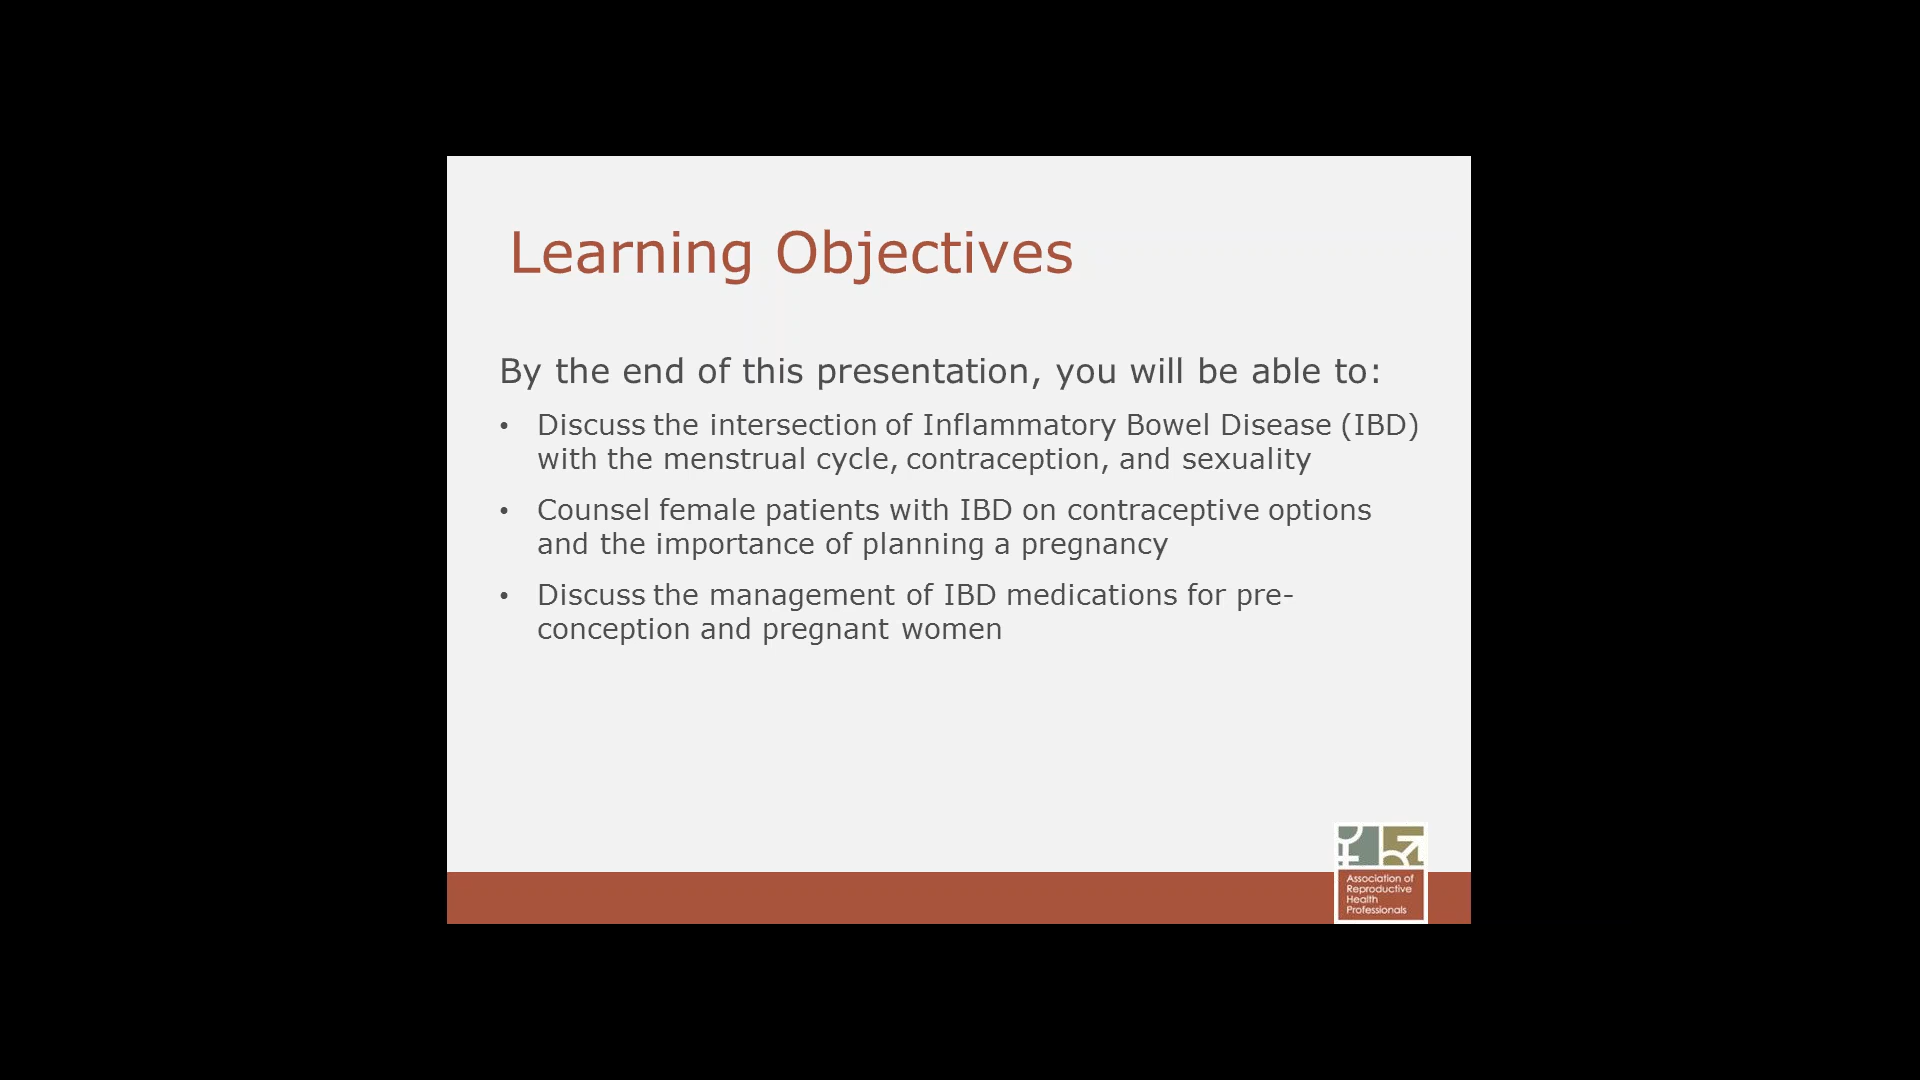 Learning Objectives
By the end of this presentation, you will be able to:
• Discuss the intersection of Inflammatory Bowel Disease (IBD)
with the menstrual cycle, contraception, and sexuality
• Counsel female patients with IBD on contraceptive options
and the importance of planning a pregnancy
• Discuss the management of IBD medications for pre-
conception and pregnant women
Association of
Reproductive
Health
Professionals